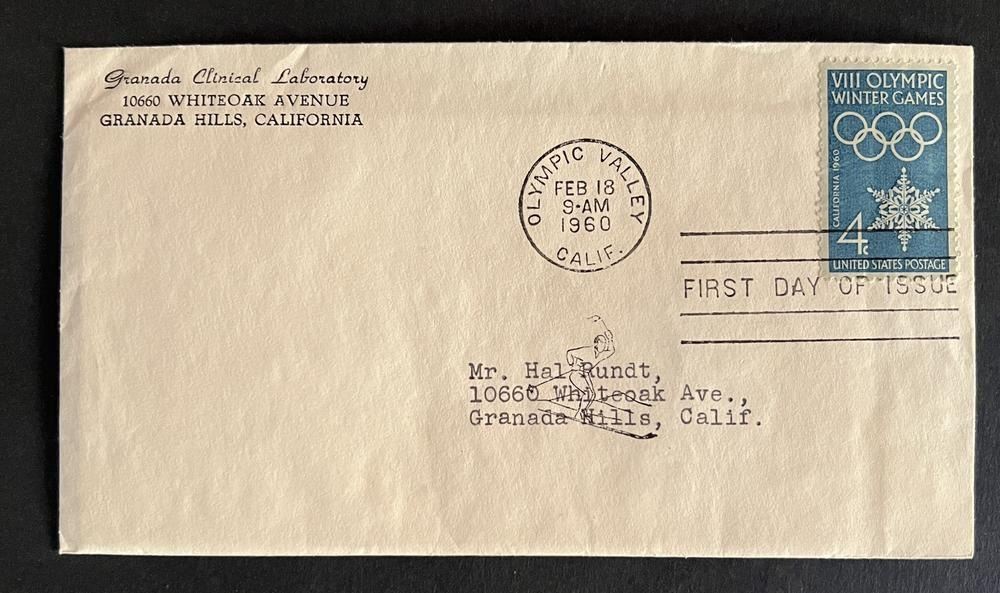 Granada Clinical Laboratory
10660 WHITEOAK AVENUE
GRANADA HILLS, CALIFORNIA
VIII OLYMPIC
WINTER GAMES
CALIFORNIA 1960
4c
UNITED STATES POSTAGE
OLYMPIC VALLEY
FEB 18
9·AM
1960
CALIF.
FIRST DAY OF ISSUE
Mr. Hal Rundt,
10660 Whiteoak Ave.,
Granada Hills, Calif.